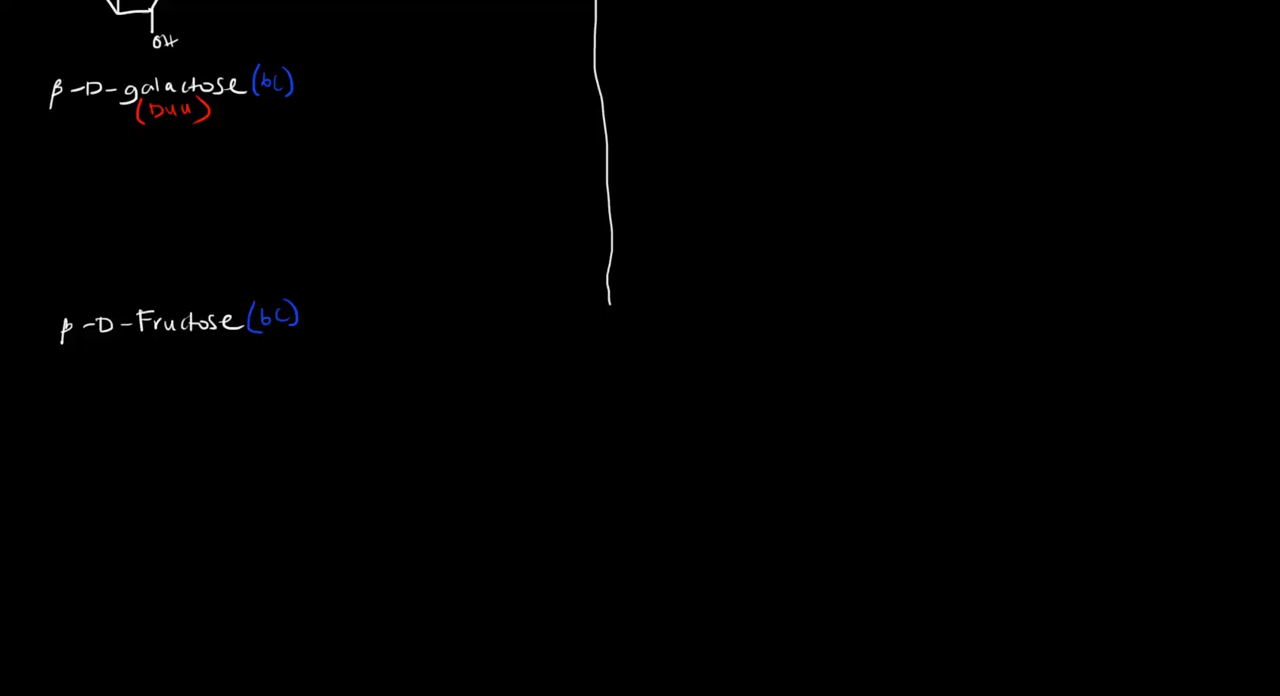 OH
β-D-galactose (6C)
(DUU)
β-D-Fructose (6C)